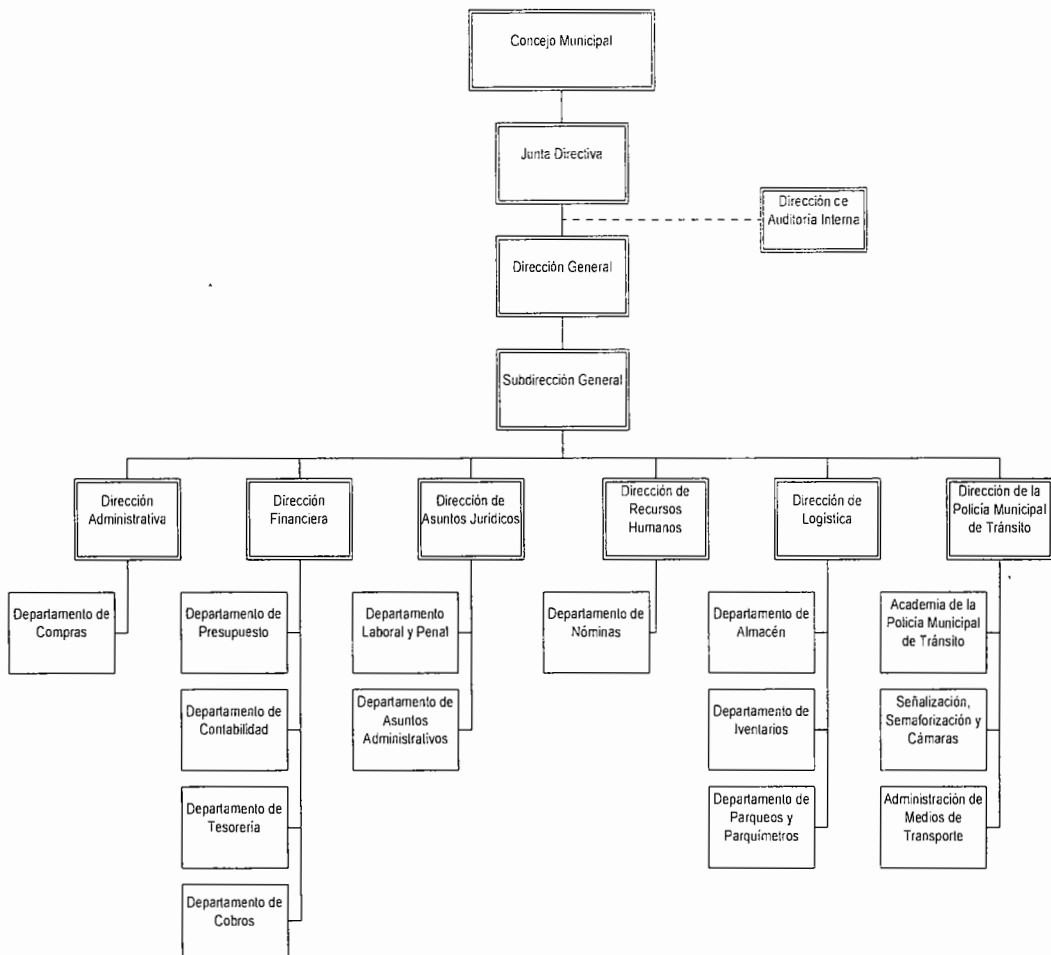 Concejo Municipal
Junta Directiva
Dirección de
Auditoría Interna
Dirección General
Subdirección General
Dirección
Administrativa
Dirección
Financiera
Dirección de
Asuntos Jurídicos
Dirección de
Recursos
Humanos
Dirección de
Logística
Dirección de la
Policía Municipal
de Tránsito
Departamento de
Compras
Departamento de
Presupuesto
Departamento
Laboral y Penal
Departamento de
Nóminas
Departamento de
Almacén
Academia de la
Policía Municipal
de Tránsito
Departamento de
Contabilidad
Departamento de
Asuntos
Administrativos
Departamento de
Iventarios
Señalización,
Semaforización y
Cámaras
Departamento de
Tesorería
Departamento de
Parqueos y
Parquímetros
Administración de
Medios de
Transporte
Departamento de
Cobros